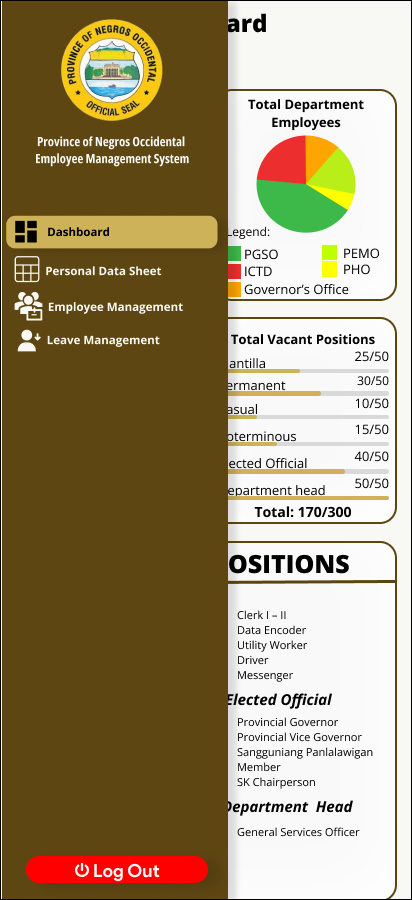 PROVINCE OF NEGROS OCCIDENTAL
OFFICIAL SEAL
Province of Negros Occidental
Employee Management System
Dashboard
Personal Data Sheet
Employee Management
Leave Management
Log Out
ard
Total Department
Employees
Legend:
PGSO
PEMO
ICTD
PHO
Governor's Office
Total Vacant Positions
antilla 25/50
ermanent 30/50
asual 10/50
oterminous 15/50
ected Official 40/50
epartment head 50/50
Total: 170/300
OSITIONS
Clerk I – II
Data Encoder
Utility Worker
Driver
Messenger
Elected Official
Provincial Governor
Provincial Vice Governor
Sangguniang Panlalawigan
Member
SK Chairperson
Department Head
General Services Officer